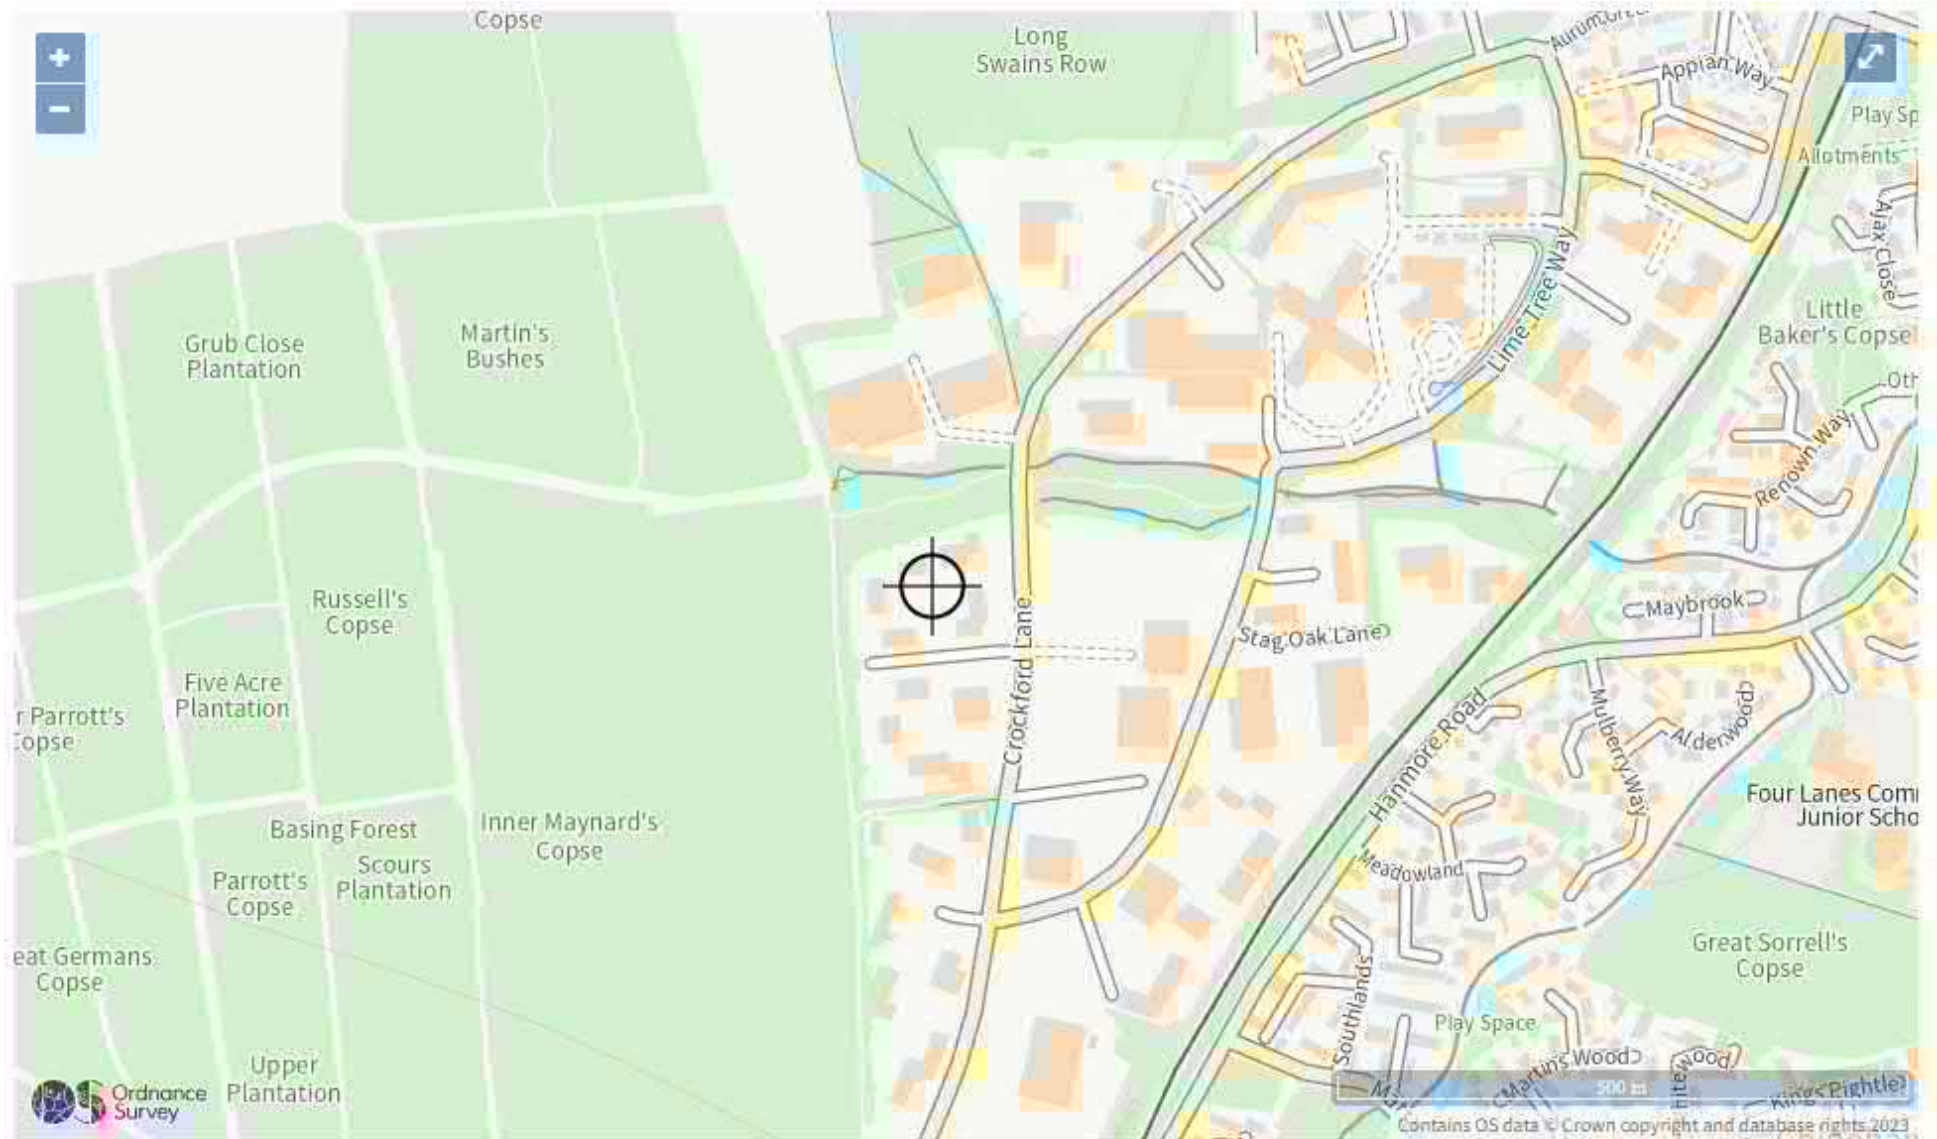 Copse
Long
Swains Row
Appian Way
Play Sp
Allotments
Ajax Close
Grub Close
Plantation
Martin's
Bushes
Lime Tree Way
Little
Baker's Copse
Oth
Renown Way
Russell's
Copse
Crockford Lane
Stag Oak Lane
Maybrook
Five Acre
Plantation
r Parrott's
Copse
Hanmore Road
Mulberry Way
Alderwood
Four Lanes Com
Junior Scho
Basing Forest
Inner Maynard's
Copse
Scours
Plantation
Parrott's
Copse
Meadowland
eat Germans
Copse
Great Sorrell's
Copse
Southlands
Play Space
Upper
Plantation
Martins Wood
hitewood
Kings Pightle
500 m
Ordnance
Survey
Contains OS data © Crown copyright and database rights 2023